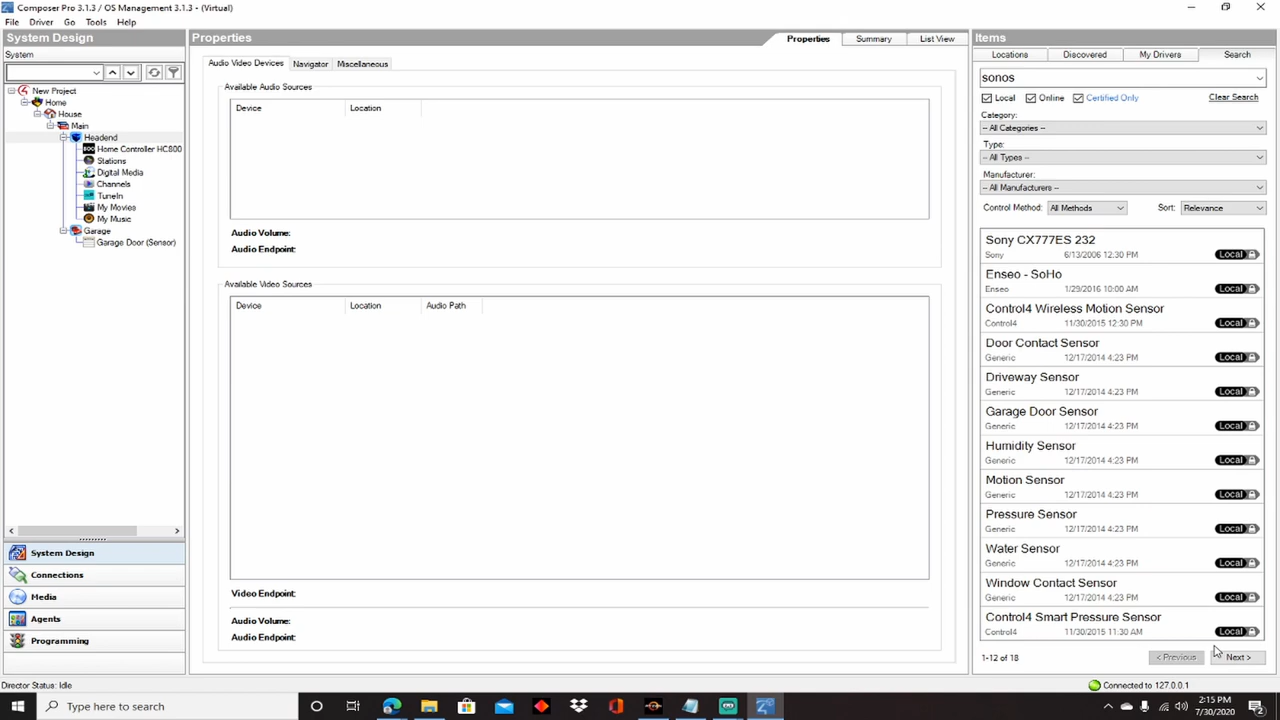 Composer Pro 3.1.3 / OS Management 3.1.3 - (Virtual)
File Driver Go Tools Help
System Design
System
New Project
Home
House
Main
Headend
Home Controller HC800
Stations
Digital Media
Channels
TuneIn
My Movies
My Music
Garage
Garage Door (Sensor)
System Design
Connections
Media
Agents
Programming
Properties
Properties Summary List View
Audio Video Devices Navigator Miscellaneous
Available Audio Sources
Device Location
Audio Volume:
Audio Endpoint:
Available Video Sources
Device Location Audio Path
Video Endpoint:
Audio Volume:
Audio Endpoint:
Items
Locations Discovered My Drivers Search
sonos
Local Online Certified Only Clear Search
Category:
-- All Categories --
Type:
-- All Types --
Manufacturer:
-- All Manufacturers --
Control Method: All Methods Sort: Relevance
Sony CX777ES 232
Sony 6/13/2006 12:30 PM Local
Enseo - SoHo
Enseo 1/29/2016 10:00 AM Local
Control4 Wireless Motion Sensor
Control4 11/30/2015 12:30 PM Local
Door Contact Sensor
Generic 12/17/2014 4:23 PM Local
Driveway Sensor
Generic 12/17/2014 4:23 PM Local
Garage Door Sensor
Generic 12/17/2014 4:23 PM Local
Humidity Sensor
Generic 12/17/2014 4:23 PM Local
Motion Sensor
Generic 12/17/2014 4:23 PM Local
Pressure Sensor
Generic 12/17/2014 4:23 PM Local
Water Sensor
Generic 12/17/2014 4:23 PM Local
Window Contact Sensor
Generic 12/17/2014 4:23 PM Local
Control4 Smart Pressure Sensor
Control4 11/30/2015 11:30 AM Local
1-12 of 18 < Previous Next >
Director Status: Idle
Connected to 127.0.0.1
Type here to search
2:15 PM
7/30/2020
2